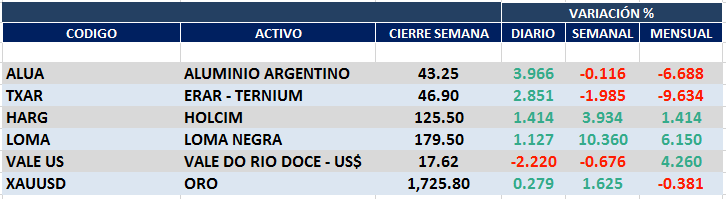 VARIACIÓN %
CODIGO ACTIVO CIERRE SEMANA DIARIO SEMANAL MENSUAL
ALUA ALUMINIO ARGENTINO 43.25 3.966 -0.116 -6.688
TXAR ERAR - TERNIUM 46.90 2.851 -1.985 -9.634
HARG HOLCIM 125.50 1.414 3.934 1.414
LOMA LOMA NEGRA 179.50 1.127 10.360 6.150
VALE US VALE DO RIO DOCE - US$ 17.62 -2.220 -0.676 4.260
XAUUSD ORO 1,725.80 0.279 1.625 -0.381